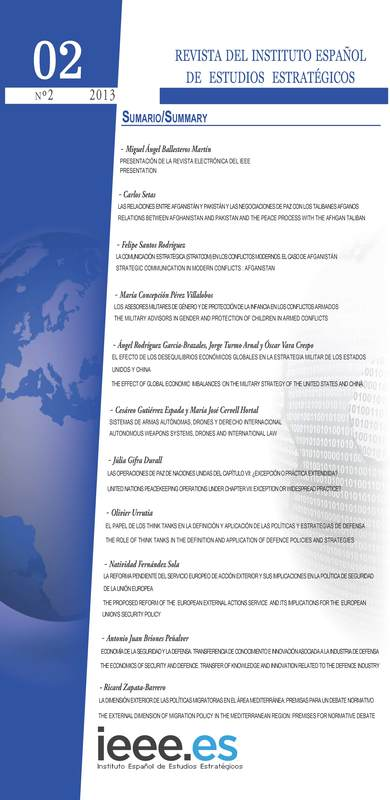 02
Nº2 2013
REVISTA DEL INSTITUTO ESPAÑOL
DE ESTUDIOS ESTRATÉGICOS
SUMARIO/SUMMARY
- Miguel Ángel Ballesteros Martín
PRESENTACIÓN DE LA REVISTA ELECTRÓNICA DEL IEEE
PRESENTATION
- Carlos Setas
LAS RELACIONES ENTRE AFGANISTÁN Y PAKISTÁN Y LAS NEGOCIACIONES DE PAZ CON LOS TALIBANES AFGANOS
RELATIONS BETWEEN AFGHANISTAN AND PAKISTAN AND THE PEACE PROCESS WITH THE AFHGAN TALIBAN
- Felipe Santos Rodríguez
LA COMUNICACIÓN ESTRATÉGICA (STRATCOM) EN LOS CONFLICTOS MODERNOS. EL CASO DE AFGANISTÁN
STRATEGIC COMMUNICATION IN MODERN CONFLICTS: AFGANISTAN
- María Concepción Pérez Villalobos
LOS ASESORES MILITARES DE GÉNERO Y DE PROTECCIÓN DE LA INFANCIA EN LOS CONFLICTOS ARMADOS
THE MILITARY ADVISORS IN GENDER AND PROTECTION OF CHILDREN IN ARMED CONFLICTS
- Ángel Rodríguez García-Brazales, Jorge Turmo Arnal y Óscar Vara Crespo
EL EFECTO DE LOS DESEQUILIBRIOS ECONÓMICOS GLOBALES EN LA ESTRATEGIA MILITAR DE LOS ESTADOS
UNIDOS Y CHINA
THE EFFECT OF GLOBAL ECONOMIC IMBALANCES ON THE MILITARY STRATEGY OF THE UNITED STATES AND CHINA
- Cesáreo Gutiérrez Espada y María José Cervell Hortal
SISTEMAS DE ARMAS AUTÓNOMAS, DRONES Y DERECHO INTERNACIONAL
AUTONOMOUS WEAPONS SYSTEMS, DRONES AND INTERNATIONAL LAW
- Júlia Gifra Durall
LAS OPERACIONES DE PAZ DE NACIONES UNIDAS DEL CAPÍTULO VII: ¿EXCEPCIÓN O PRÁCTICA EXTENDIDA?
UNITED NATIONS PEACEKEEPING OPERATIONS UNDER CHAPTER VII: EXCEPTION OR WIDESPREAD PRACTICE?
- Olivier Urrutia
EL PAPEL DE LOS THINK TANKS EN LA DEFINICIÓN Y APLICACIÓN DE LAS POLÍTICAS Y ESTRATEGIAS DE DEFENSA
THE ROLE OF THINK TANKS IN THE DEFINITION AND APPLICATION OF DEFENCE POLICIES AND STRATEGIES
- Natividad Fernández Sola
LA REFORMA PENDIENTE DEL SERVICIO EUROPEO DE ACCIÓN EXTERIOR Y SUS IMPLICACIONES EN LA POLÍTICA DE SEGURIDAD
DE LA UNIÓN EUROPEA
THE PROPOSED REFORM OF THE EUROPEAN EXTERNAL ACTIONS SERVICE AND ITS IMPLICATIONS FOR THE EUROPEAN
UNION'S SECURITY POLICY
- Antonio Juan Briones Peñalver
ECONOMÍA DE LA SEGURIDAD Y LA DEFENSA. TRANSFERENCIA DE CONOCIMIENTO E INNOVACIÓN ASOCIADA A LA INDUSTRIA DE DEFENSA
THE ECONOMICS OF SECURITY AND DEFENCE. TRANSFER OF KNOWLEDGE AND INNOVATION RELATED TO THE DEFENCE INDUSTRY
- Ricard Zapata-Barrero
LA DIMENSIÓN EXTERIOR DE LAS POLÍTICAS MIGRATORIAS EN EL ÁREA MEDITERRÁNEA: PREMISAS PARA UN DEBATE NORMATIVO
THE EXTERNAL DIMENSION OF MIGRATION POLICY IN THE MEDITERRANEAN REGION: PREMISES FOR NORMATIVE DEBATE
ieee.es
Instituto Español de Estudios Estratégicos